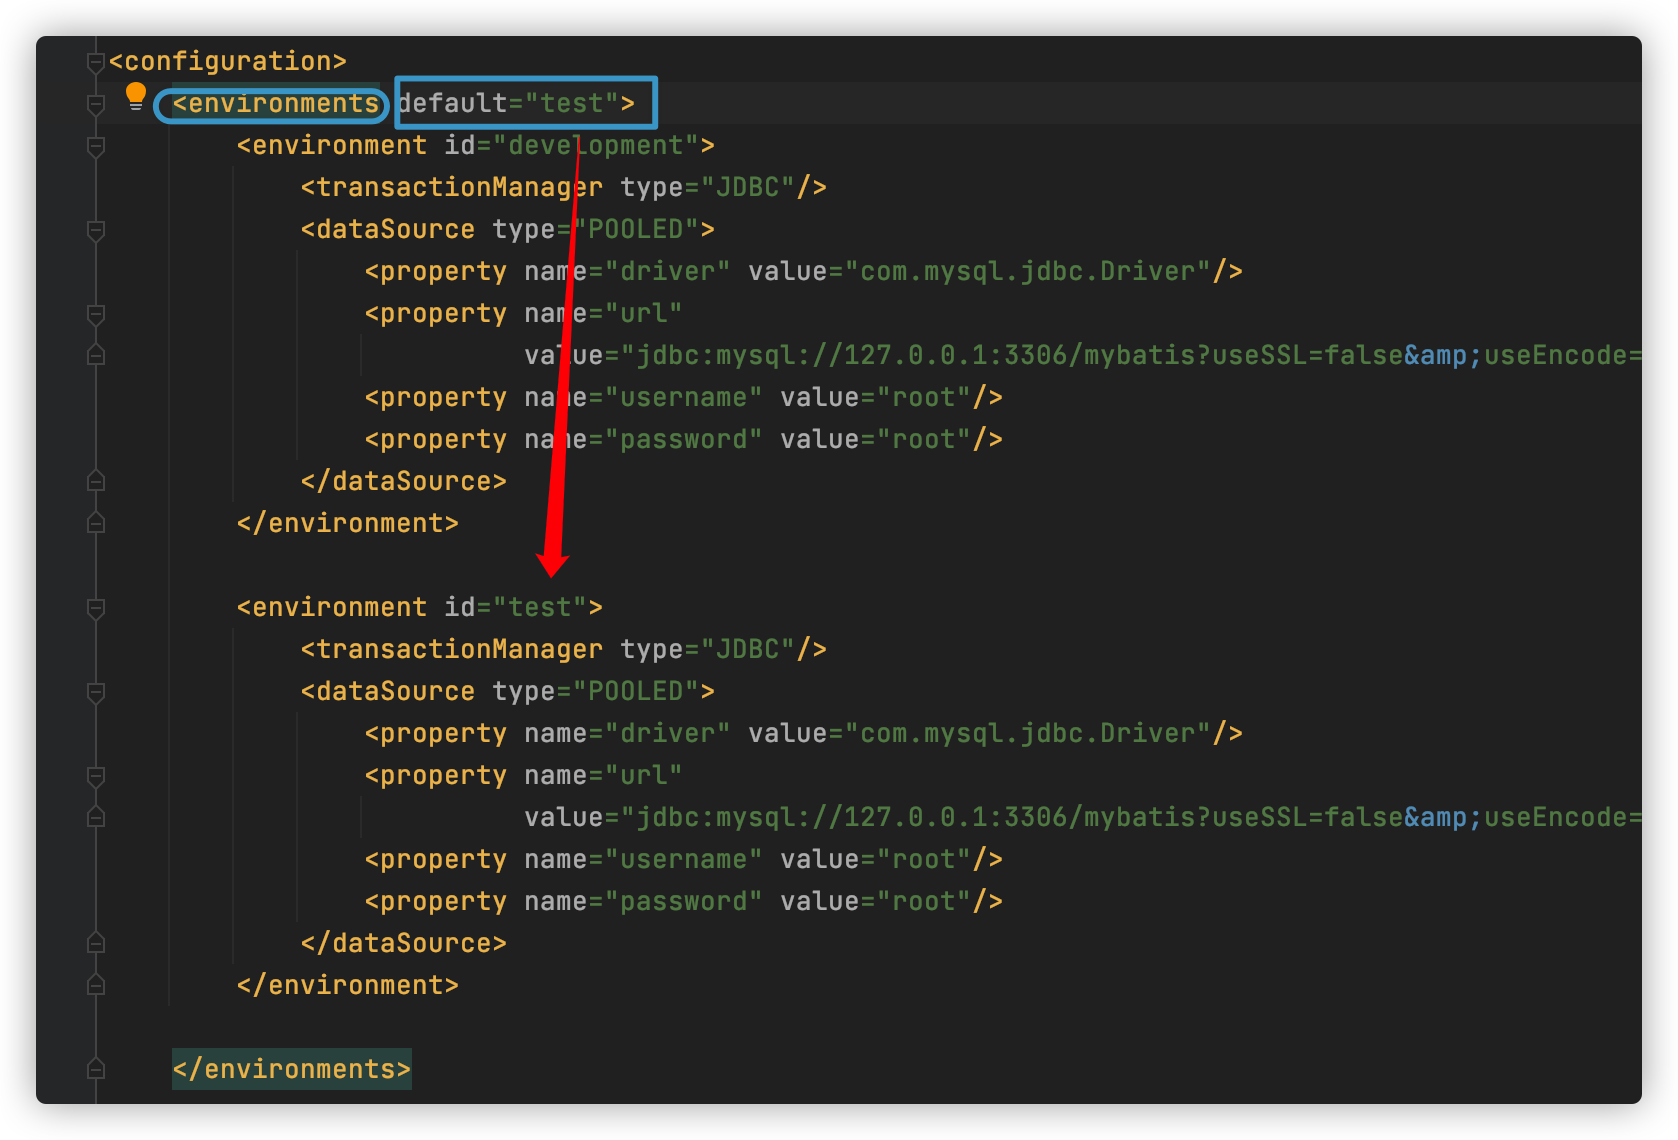 <configuration>
<environments default="test">
<environment id="development">
<transactionManager type="JDBC"/>
<dataSource type="POOLED">
<property name="driver" value="com.mysql.jdbc.Driver"/>
<property name="url"
value="jdbc:mysql://127.0.0.1:3306/mybatis?useSSL=false&amp;useEncode=
<property name="username" value="root"/>
<property name="password" value="root"/>
</dataSource>
</environment>
<environment id="test">
<transactionManager type="JDBC"/>
<dataSource type="POOLED">
<property name="driver" value="com.mysql.jdbc.Driver"/>
<property name="url"
value="jdbc:mysql://127.0.0.1:3306/mybatis?useSSL=false&amp;useEncode=
<property name="username" value="root"/>
<property name="password" value="root"/>
</dataSource>
</environment>
</environments>